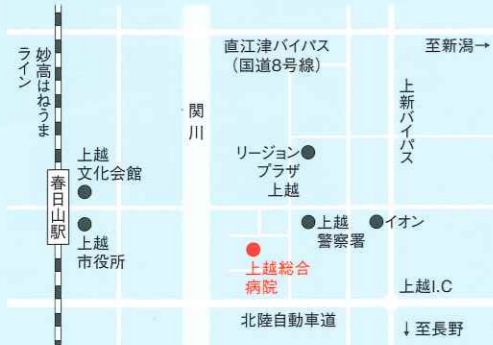 直江津バイパス
（国道8号線）
至新潟→
妙高はねうま
ライン
関川
上新バイパス
リージョン
プラザ
上越
上越
文化会館
春日山駅
上越
市役所
上越
警察署
イオン
上越総合
病院
上越I.C
北陸自動車道
↓至長野